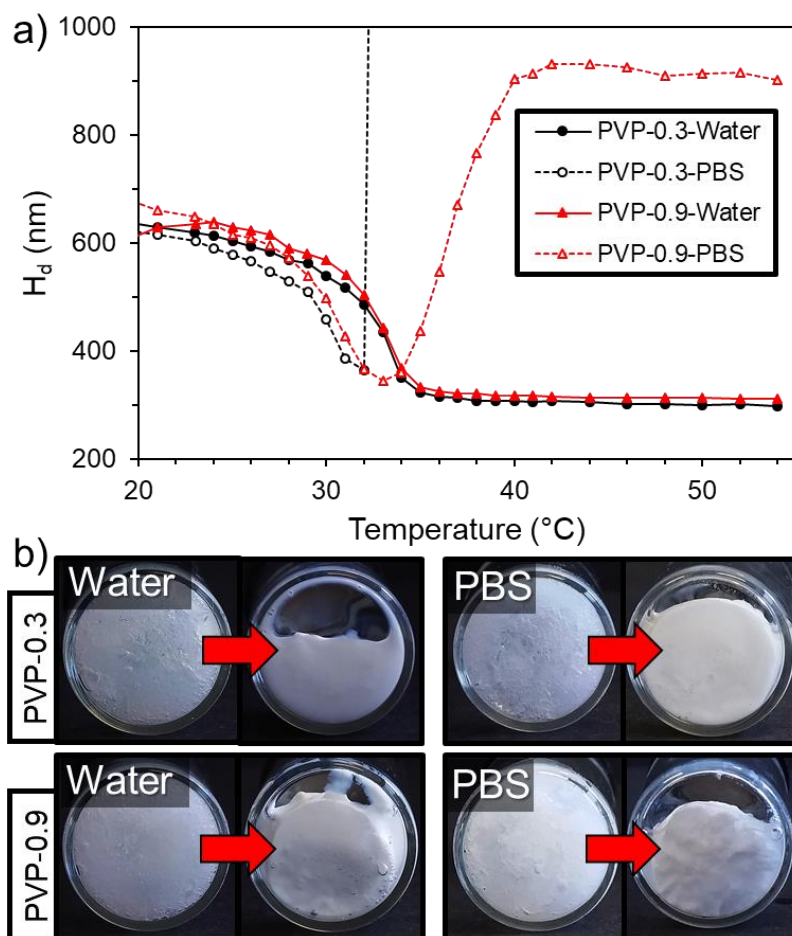 a)
1000
800
600
400
200
H_d (nm)
20
30
40
50
Temperature (°C)
PVP-0.3-Water
PVP-0.3-PBS
PVP-0.9-Water
PVP-0.9-PBS
b)
Water
PBS
PVP-0.3
Water
PBS
PVP-0.9